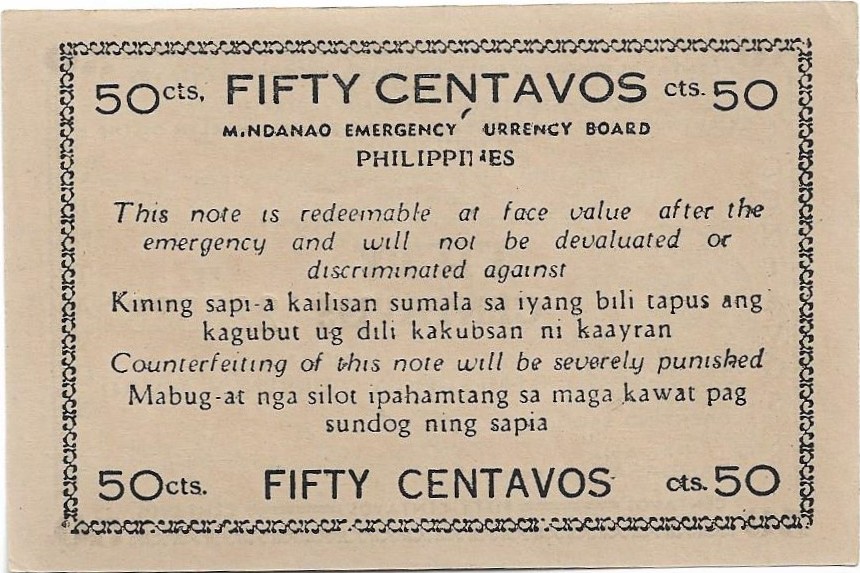 50cts. FIFTY CENTAVOS cts. 50
MINDANAO EMERGENCY URRENCY BOARD
PHILIPPINES
This note is redeemable at face value after the
emergency and will not be devaluated or
discriminated against
Kining sapi-a kailisan sumala sa iyang bili tapus ang
kagubut ug dili kakubsan ni kaayran
Counterfeiting of this note will be severely punished
Mabug-at nga silot ipahamtang sa maga kawat pag
sundog ning sapia
50cts. FIFTY CENTAVOS cts. 50